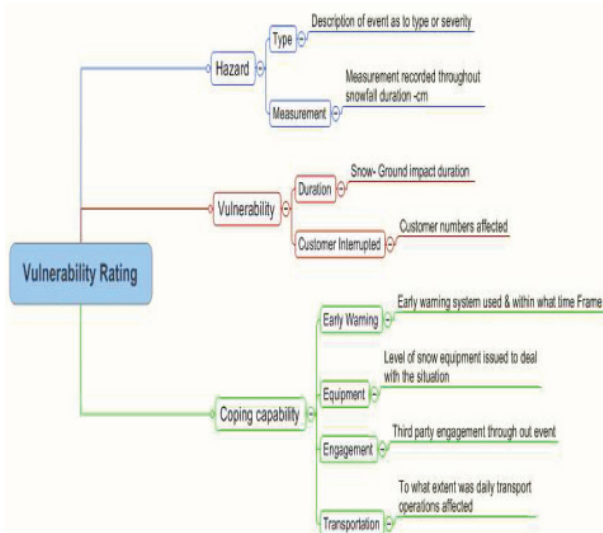 Description of event as to type or severity
Type
Hazard
Measurement recorded throughout
snowfall duration -cm
Measurement
Snow- Ground impact duration
Duration
Vulnerability
Customer numbers affected
Customer Interrupted
Vulnerability Rating
Early warning system used & within what time Frame
Early Warning
Level of snow equipment issued to deal
with the situation
Equipment
Coping capability
Third party engagement through out event
Engagement
To what extent was daily transport
operations affected
Transportation